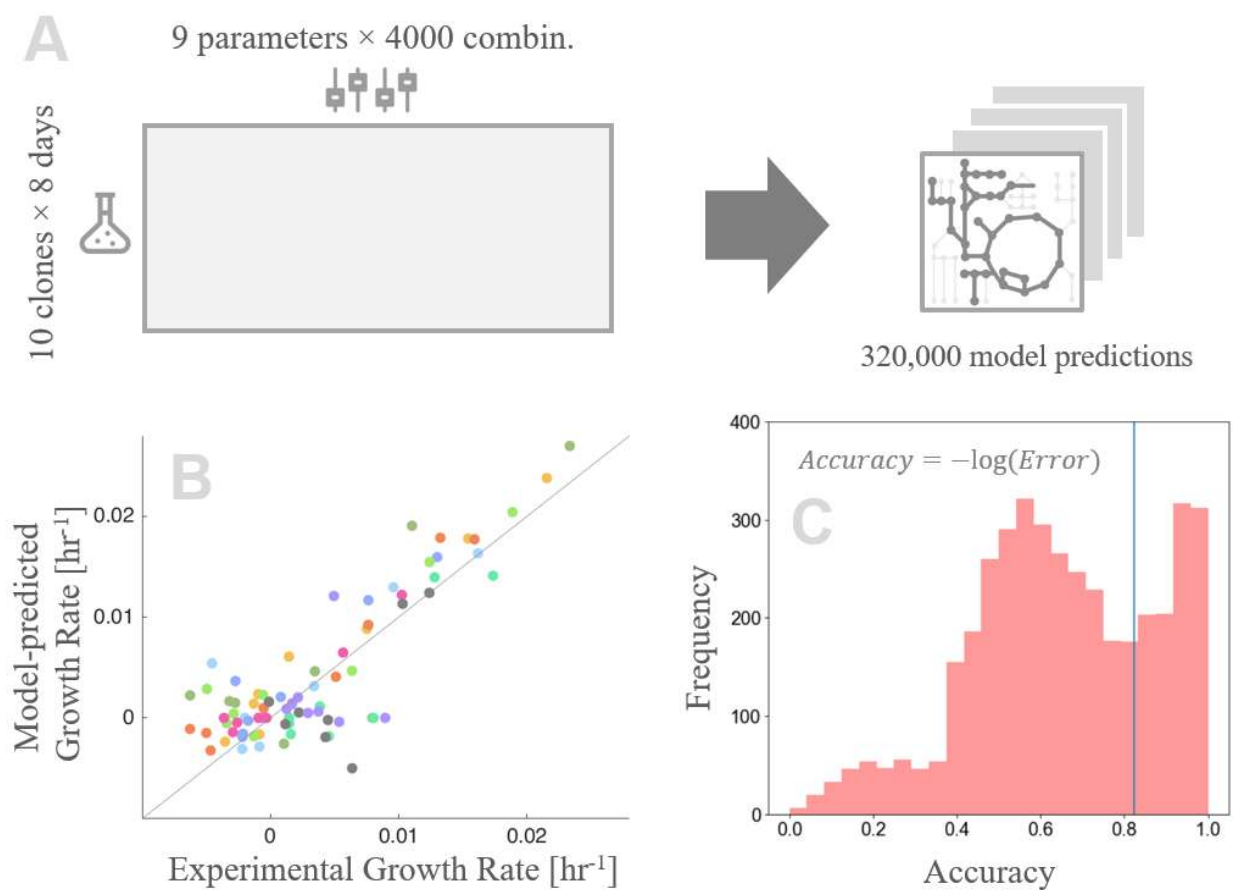 A
9 parameters × 4000 combin.
10 clones × 8 days
320,000 model predictions
B
Model-predicted
Growth Rate [hr-1]
0.02
0.01
0
0
0.01
0.02
Experimental Growth Rate [hr-1]
C
Accuracy = −log(Error)
Frequency
400
300
200
100
0
0.0
0.2
0.4
0.6
0.8
1.0
Accuracy